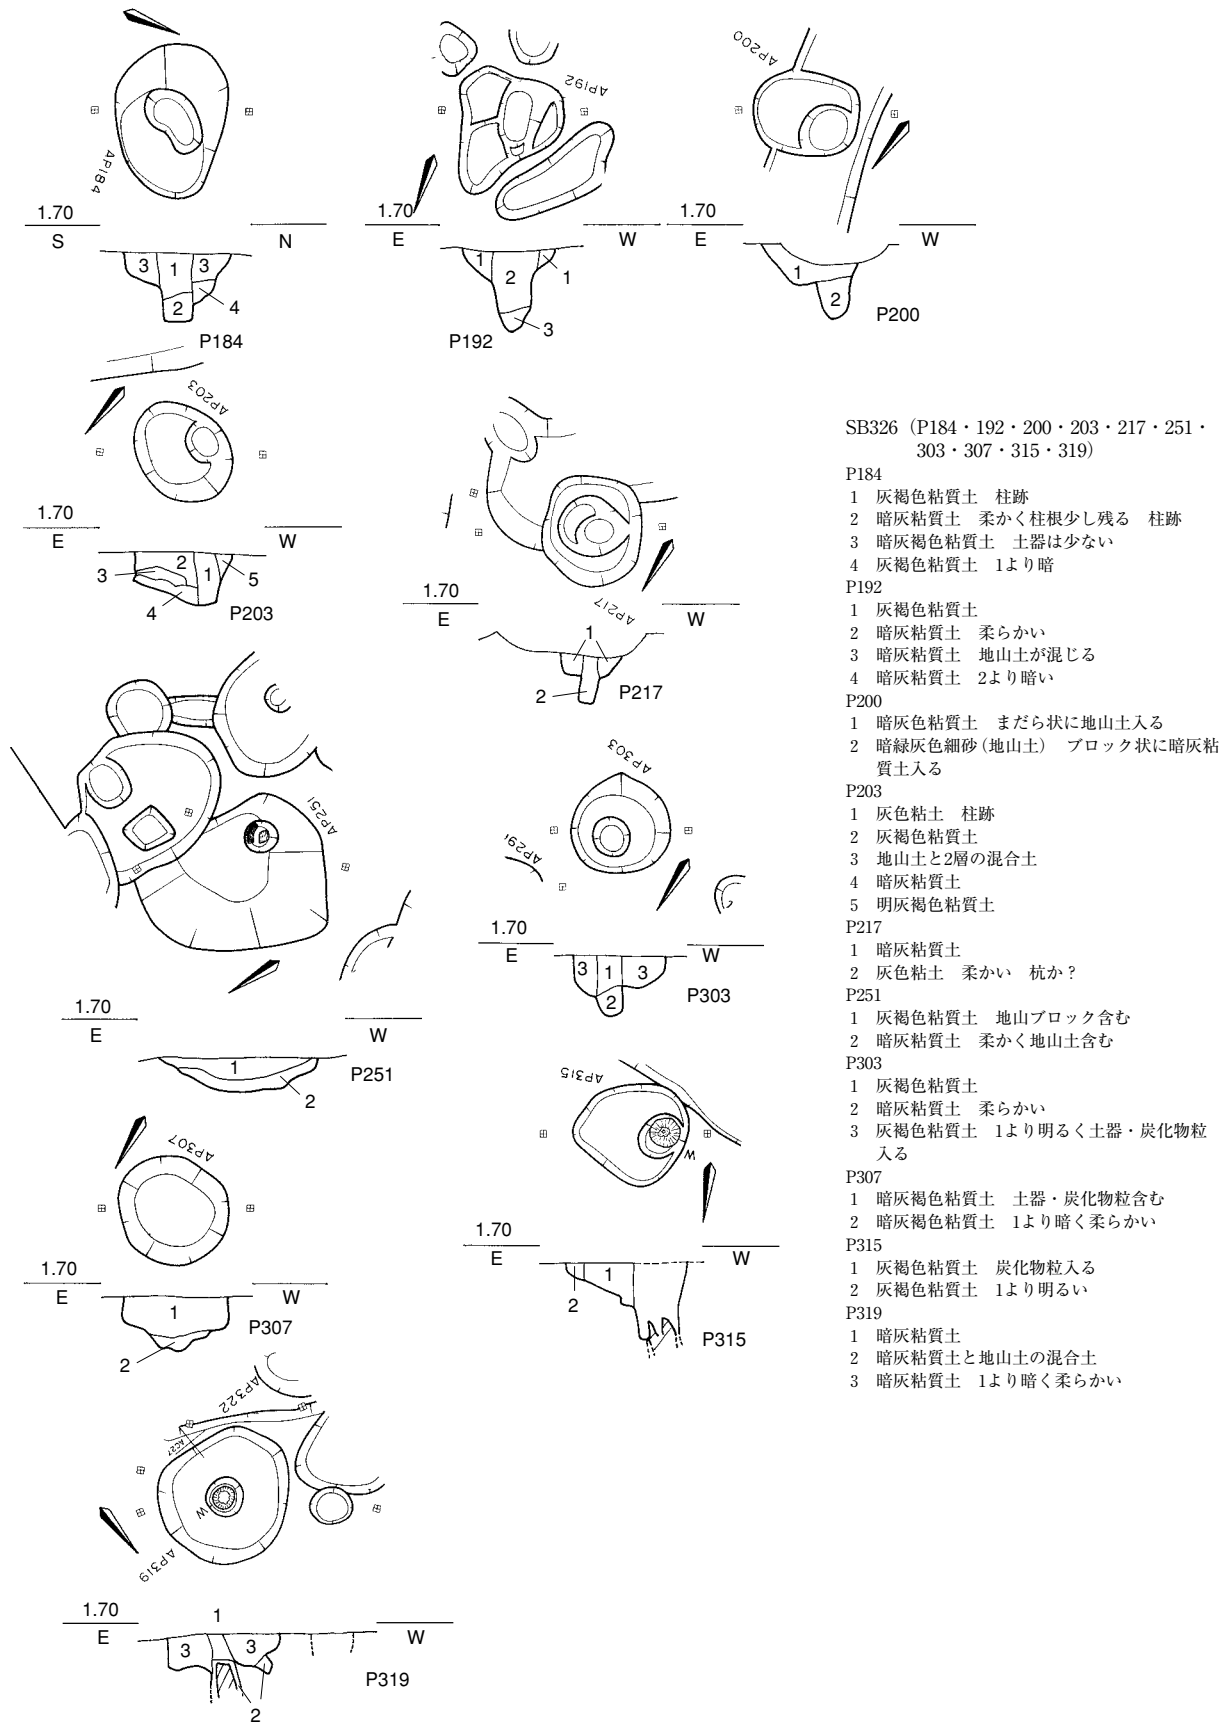 AP184
1.70
S
N
3
1
3
2
4
P184
AP192
1.70
E
W
1
2
1
3
P192
AP200
1.70
E
W
1
2
P200
AP203
1.70
E
W
2
3
1
5
4
P203
AP217
1.70
E
W
1
2
P217
AP251
1.70
E
W
1
2
P251
AP303
AP291
1.70
E
W
3
1
3
2
P303
AP307
1.70
E
W
1
2
P307
AP315
W
1.70
E
W
1
2
P315
AP322
AC27
W
AP319
1.70
E
W
1
3
3
2
P319
SB326(P184・192・200・203・217・251・
303・307・315・319)
P184
1 灰褐色粘質土 柱跡
2 暗灰粘質土 柔かく柱根少し残る 柱跡
3 暗灰褐色粘質土 土器は少ない
4 灰褐色粘質土 1より暗
P192
1 灰褐色粘質土
2 暗灰粘質土 柔らかい
3 暗灰粘質土 地山土が混じる
4 暗灰粘質土 2より暗い
P200
1 暗灰色粘質土 まだら状に地山土入る
2 暗緑灰色細砂(地山土) ブロック状に暗灰粘
質土入る
P203
1 灰色粘土 柱跡
2 灰褐色粘質土
3 地山土と2層の混合土
4 暗灰粘質土
5 明灰褐色粘質土
P217
1 暗灰粘質土
2 灰色粘土 柔かい 杭か?
P251
1 灰褐色粘質土 地山ブロック含む
2 暗灰粘質土 柔かく地山土含む
P303
1 灰褐色粘質土
2 暗灰粘質土 柔らかい
3 灰褐色粘質土 1より明るく土器・炭化物粒
入る
P307
1 暗灰褐色粘質土 土器・炭化物粒含む
2 暗灰褐色粘質土 1より暗く柔らかい
P315
1 灰褐色粘質土 炭化物粒入る
2 灰褐色粘質土 1より明るい
P319
1 暗灰粘質土
2 暗灰粘質土と地山土の混合土
3 暗灰粘質土 1より暗く柔らかい